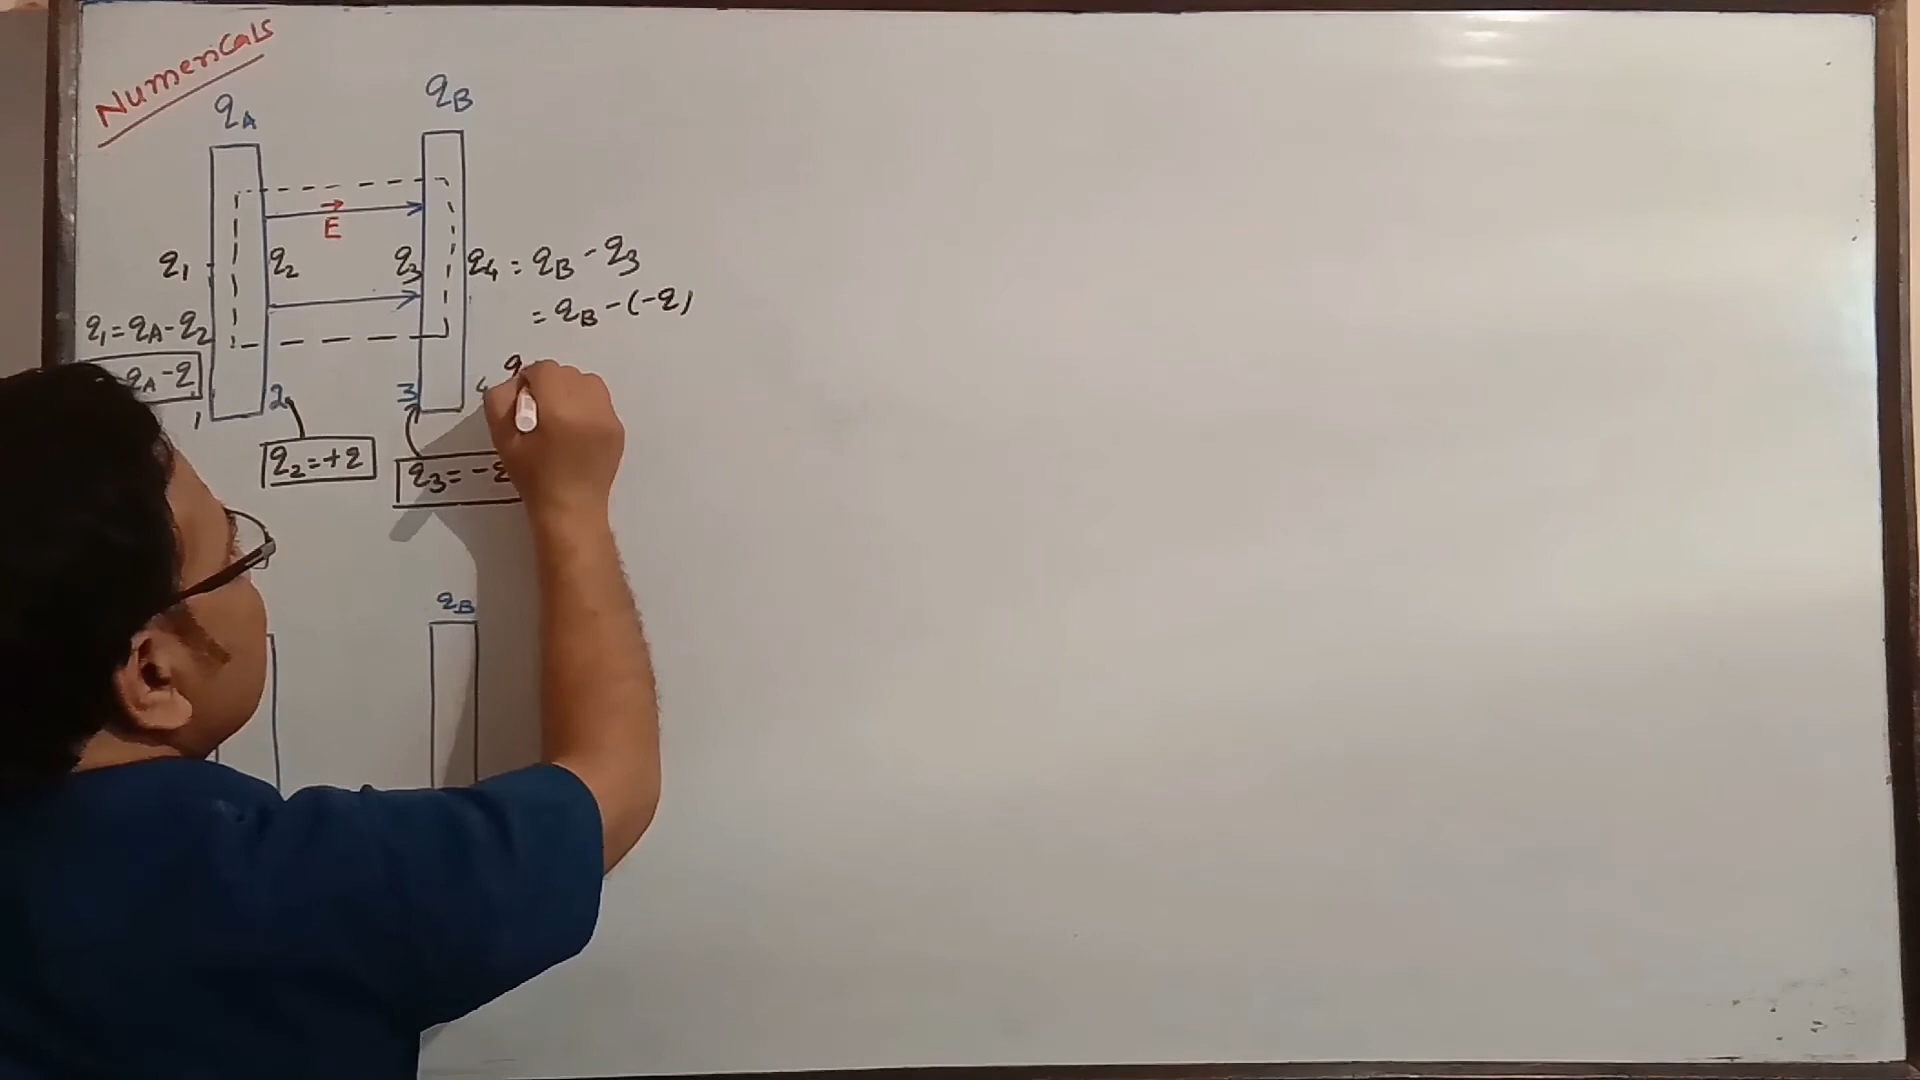 Numericals
qA
qB
E
q1 q2 q3 q4 = qB - q3
= qB - (-q)
q1 = qA - q2
qA - q
1 2 3 4 q
q2 = +q
q3 = -q
qB